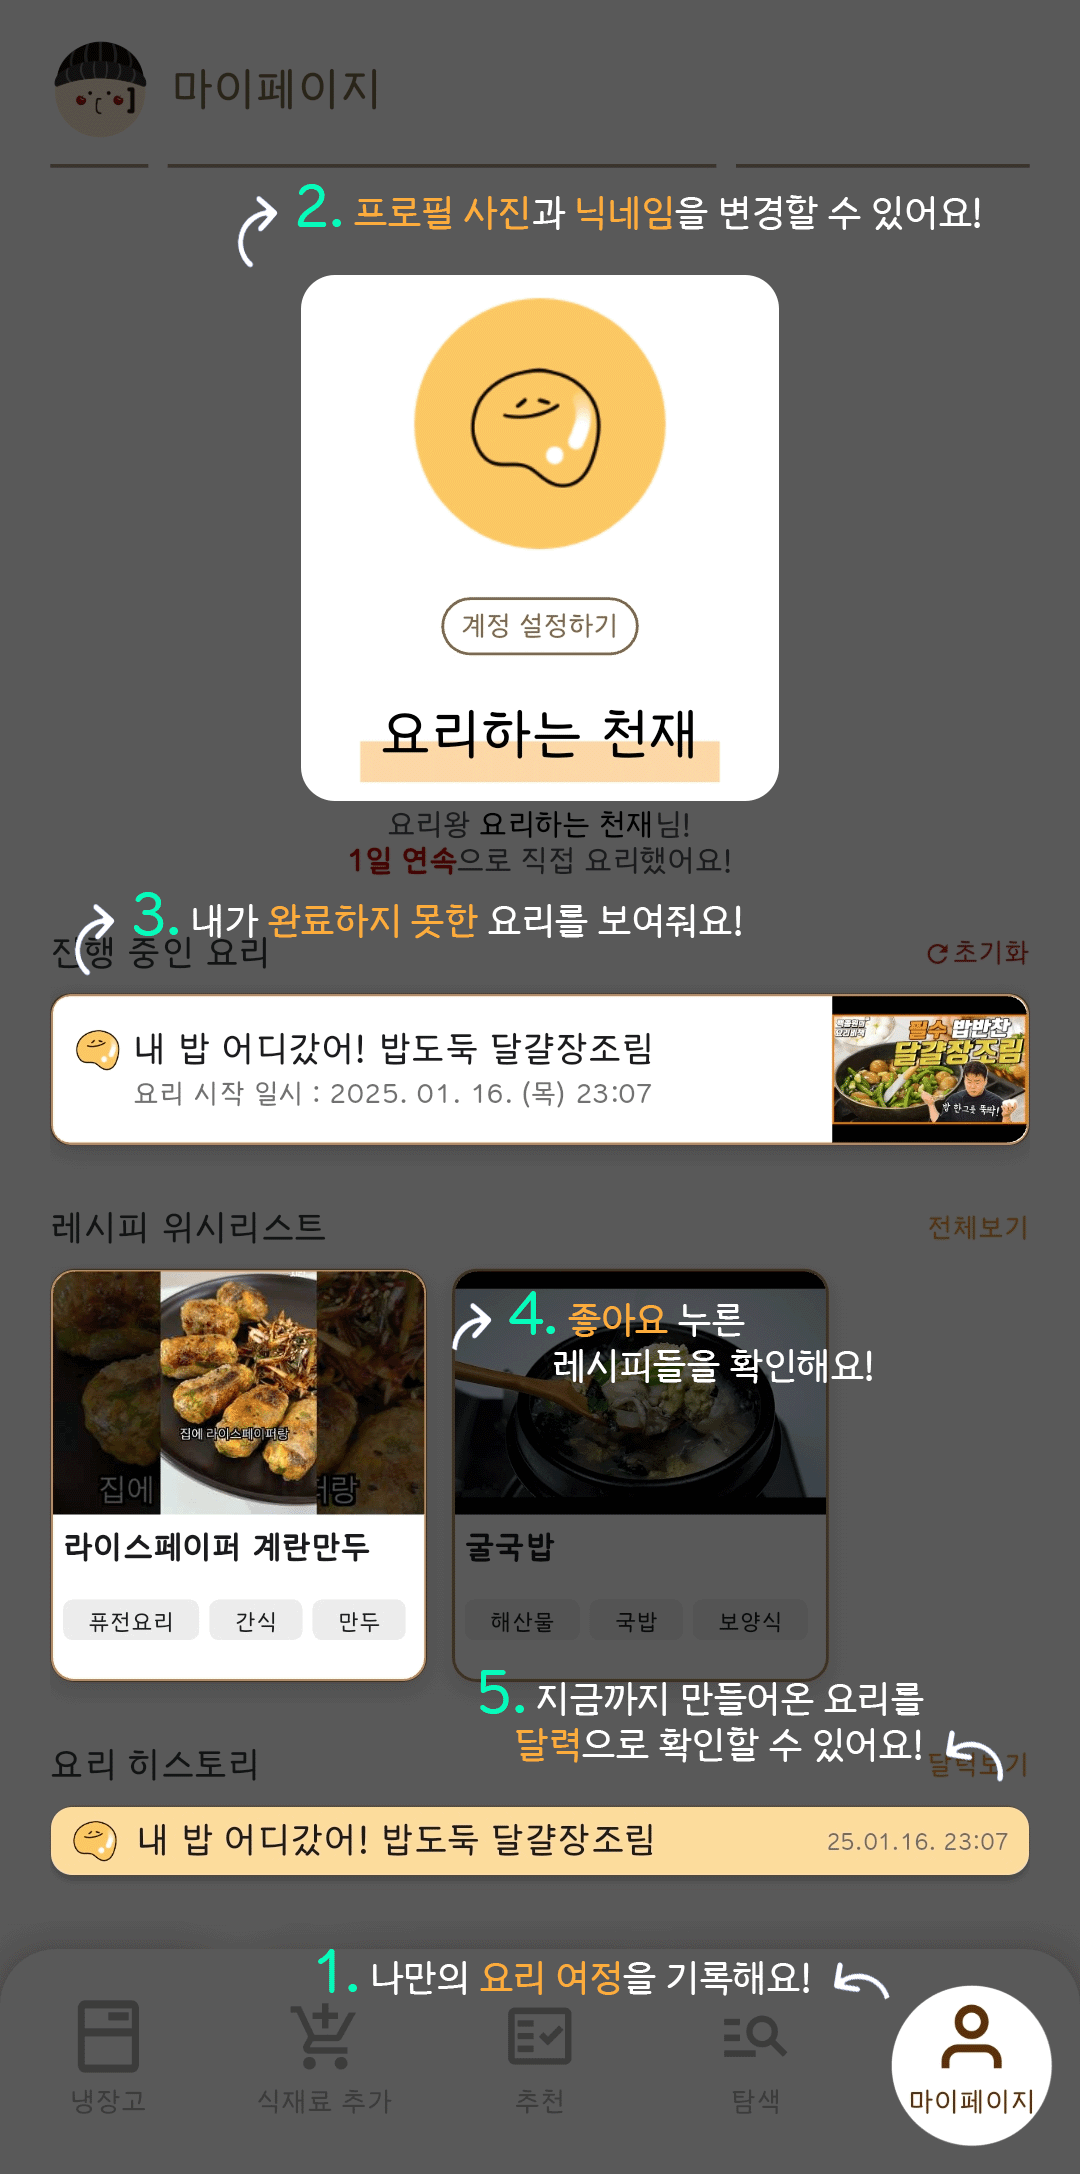 마이페이지
2. 프로필 사진과 닉네임을 변경할 수 있어요!
계정 설정하기
요리하는 천재
요리왕 요리하는 천재님!
1일 연속으로 직접 요리했어요!
3. 내가 완료하지 못한 요리를 보여줘요!
진행 중인 요리
초기화
내 밥 어디갔어! 밥도둑 달걀장조림
요리 시작 일시 : 2025. 01. 16. (목) 23:07
필수 밥반찬
달걀장조림
밥 한그릇 뚝딱!
레시피 위시리스트
전체보기
4. 좋아요 누른
레시피들을 확인해요!
집에 라이스페이퍼랑
집에
퍼랑
라이스페이퍼 계란만두
굴국밥
퓨전요리
간식
만두
해산물
국밥
보양식
5. 지금까지 만들어온 요리를
달력으로 확인할 수 있어요!
요리 히스토리
달력보기
내 밥 어디갔어! 밥도둑 달걀장조림
25.01.16. 23:07
1. 나만의 요리 여정을 기록해요!
냉장고
식재료 추가
추천
탐색
마이페이지